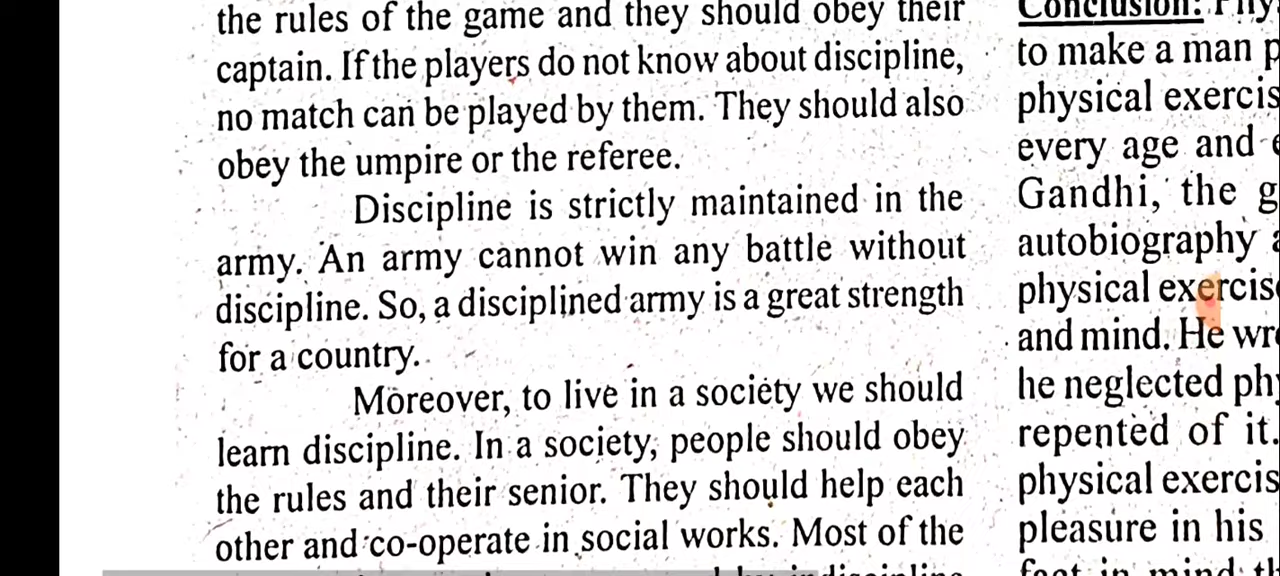 the rules of the game and they should obey their
captain. If the players do not know about discipline,
no match can be played by them. They should also
obey the umpire or the referee.
Discipline is strictly maintained in the
army. An army cannot win any battle without
discipline. So, a disciplined army is a great strength
for a country.
Moreover, to live in a society we should
learn discipline. In a society, people should obey
the rules and their senior. They should help each
other and co-operate in social works. Most of the
Conclusion:
to make a man
physical
every age and
Gandhi, the
autobiography
physical
and mind. He
he neglected
repented of it.
physical
pleasure in his